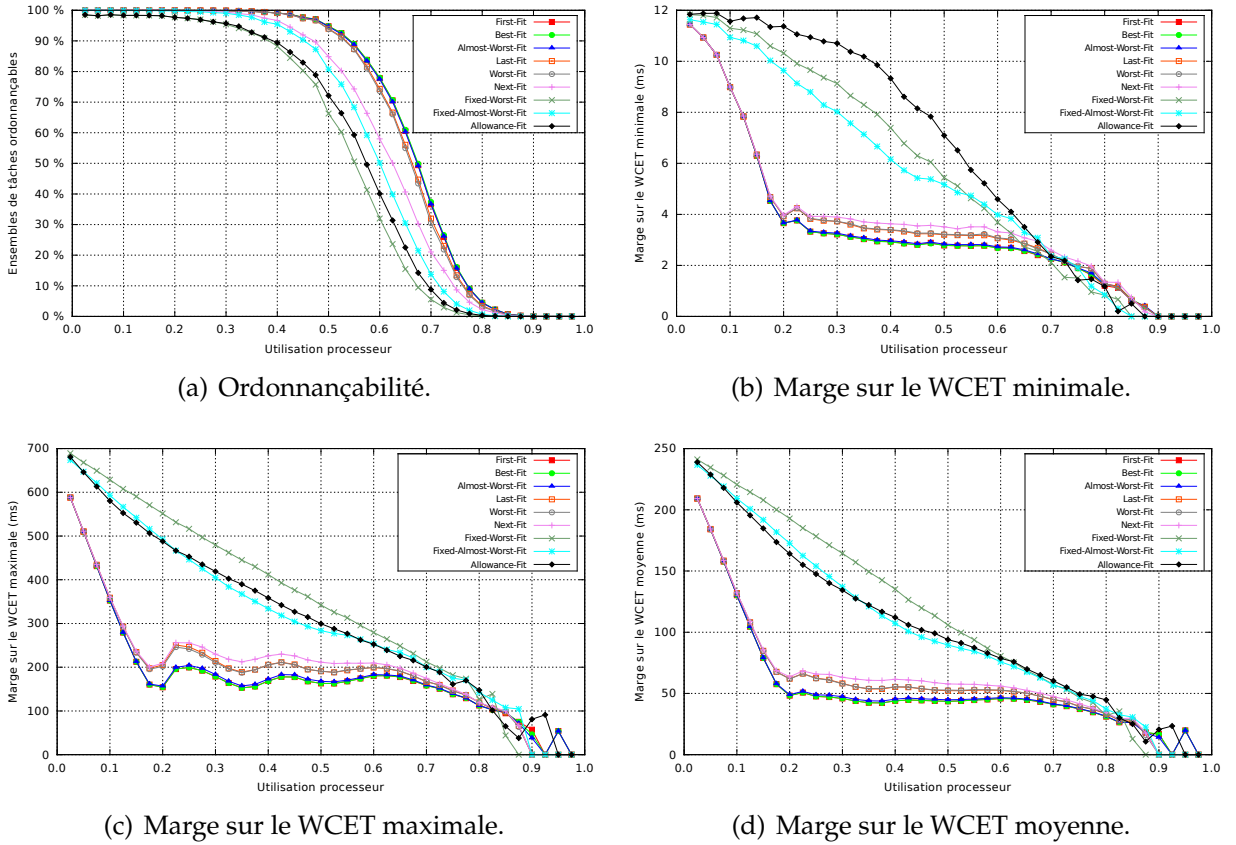 100 %
90 %
80 %
70 %
60 %
50 %
40 %
30 %
20 %
10 %
0 %
Ensembles de tâches ordonnançables
First-Fit
Best-Fit
Almost-Worst-Fit
Last-Fit
Worst-Fit
Next-Fit
Fixed-Worst-Fit
Fixed-Almost-Worst-Fit
Allowance-Fit
0.0 0.1 0.2 0.3 0.4 0.5 0.6 0.7 0.8 0.9 1.0
Utilisation processeur
(a) Ordonnançabilité.
12
10
8
6
4
2
0
Marge sur le WCET minimale (ms)
First-Fit
Best-Fit
Almost-Worst-Fit
Last-Fit
Worst-Fit
Next-Fit
Fixed-Worst-Fit
Fixed-Almost-Worst-Fit
Allowance-Fit
0.0 0.1 0.2 0.3 0.4 0.5 0.6 0.7 0.8 0.9 1.0
Utilisation processeur
(b) Marge sur le WCET minimale.
700
600
500
400
300
200
100
0
Marge sur le WCET maximale (ms)
First-Fit
Best-Fit
Almost-Worst-Fit
Last-Fit
Worst-Fit
Next-Fit
Fixed-Worst-Fit
Fixed-Almost-Worst-Fit
Allowance-Fit
0.0 0.1 0.2 0.3 0.4 0.5 0.6 0.7 0.8 0.9 1.0
Utilisation processeur
(c) Marge sur le WCET maximale.
250
200
150
100
50
0
Marge sur le WCET moyenne (ms)
First-Fit
Best-Fit
Almost-Worst-Fit
Last-Fit
Worst-Fit
Next-Fit
Fixed-Worst-Fit
Fixed-Almost-Worst-Fit
Allowance-Fit
0.0 0.1 0.2 0.3 0.4 0.5 0.6 0.7 0.8 0.9 1.0
Utilisation processeur
(d) Marge sur le WCET moyenne.